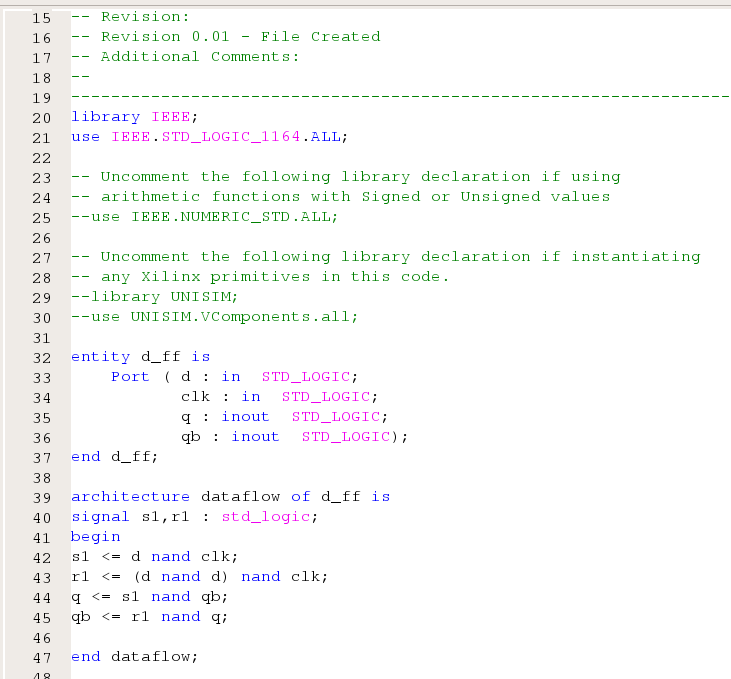 15 -- Revision:
16 -- Revision 0.01 - File Created
17 -- Additional Comments:
18 --
19 ------------------------------------------------------------------
20 library IEEE;
21 use IEEE.STD_LOGIC_1164.ALL;
22
23 -- Uncomment the following library declaration if using
24 -- arithmetic functions with Signed or Unsigned values
25 --use IEEE.NUMERIC_STD.ALL;
26
27 -- Uncomment the following library declaration if instantiating
28 -- any Xilinx primitives in this code.
29 --library UNISIM;
30 --use UNISIM.VComponents.all;
31
32 entity d_ff is
33     Port ( d : in  STD_LOGIC;
34            clk : in  STD_LOGIC;
35            q : inout  STD_LOGIC;
36            qb : inout  STD_LOGIC);
37 end d_ff;
38
39 architecture dataflow of d_ff is
40 signal s1,r1 : std_logic;
41 begin
42 s1 <= d nand clk;
43 r1 <= (d nand d) nand clk;
44 q <= s1 nand qb;
45 qb <= r1 nand q;
46
47 end dataflow;
48